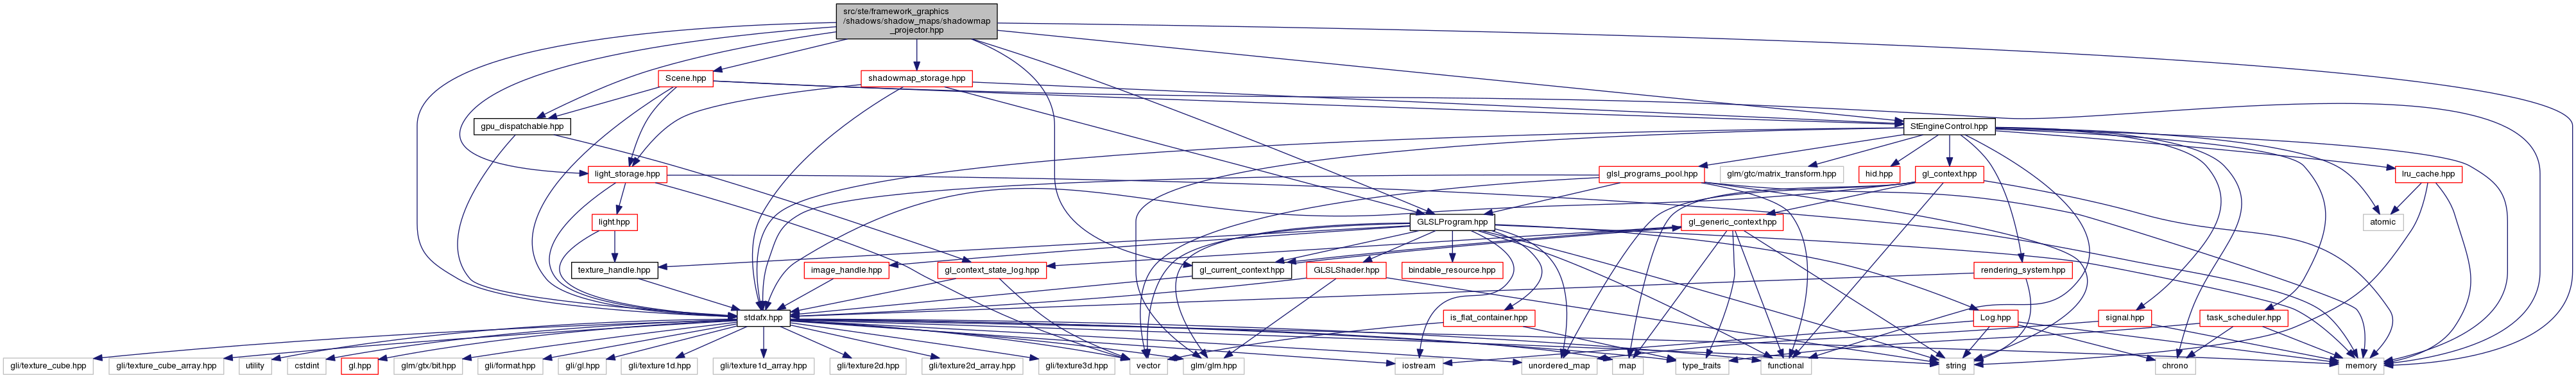 src/ste/framework_graphics
/shadows/shadow_maps/shadowmap
_projector.hpp
Scene.hpp
shadowmap_storage.hpp
gpu_dispatchable.hpp
StEngineControl.hpp
light_storage.hpp
glsl_programs_pool.hpp
glm/gtc/matrix_transform.hpp
hid.hpp
gl_context.hpp
lru_cache.hpp
light.hpp
GLSLProgram.hpp
gl_generic_context.hpp
atomic
texture_handle.hpp
image_handle.hpp
gl_context_state_log.hpp
gl_current_context.hpp
GLSLShader.hpp
bindable_resource.hpp
rendering_system.hpp
stdafx.hpp
is_flat_container.hpp
Log.hpp
signal.hpp
task_scheduler.hpp
gli/texture_cube.hpp
gli/texture_cube_array.hpp
utility
cstdint
gl.hpp
glm/gtx/bit.hpp
gli/format.hpp
gli/gl.hpp
gli/texture1d.hpp
gli/texture1d_array.hpp
gli/texture2d.hpp
gli/texture2d_array.hpp
gli/texture3d.hpp
vector
glm/glm.hpp
iostream
unordered_map
map
type_traits
functional
string
chrono
memory